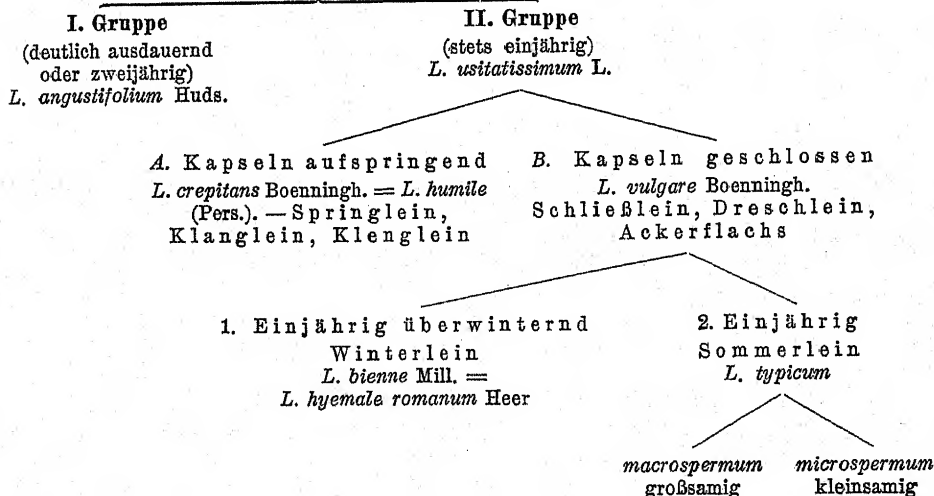 I. Gruppe
(deutlich ausdauernd
oder zweijährig)
L. angustifolium Huds.
II. Gruppe
(stets einjährig)
L. usitatissimum L.
A. Kapseln aufspringend
L. crepitans Boenningh. = L. humile
(Pers.). — Springlein,
Klanglein, Klenglein
B. Kapseln geschlossen
L. vulgare Boenningh.
Schließlein, Dreschlein,
Ackerflachs
1. Einjährig überwinternd
Winterlein
L. bienne Mill. =
L. hyemale romanum Heer
2. Einjährig
Sommerlein
L. typicum
macrospermum
großsamig
microspermum
kleinsamig